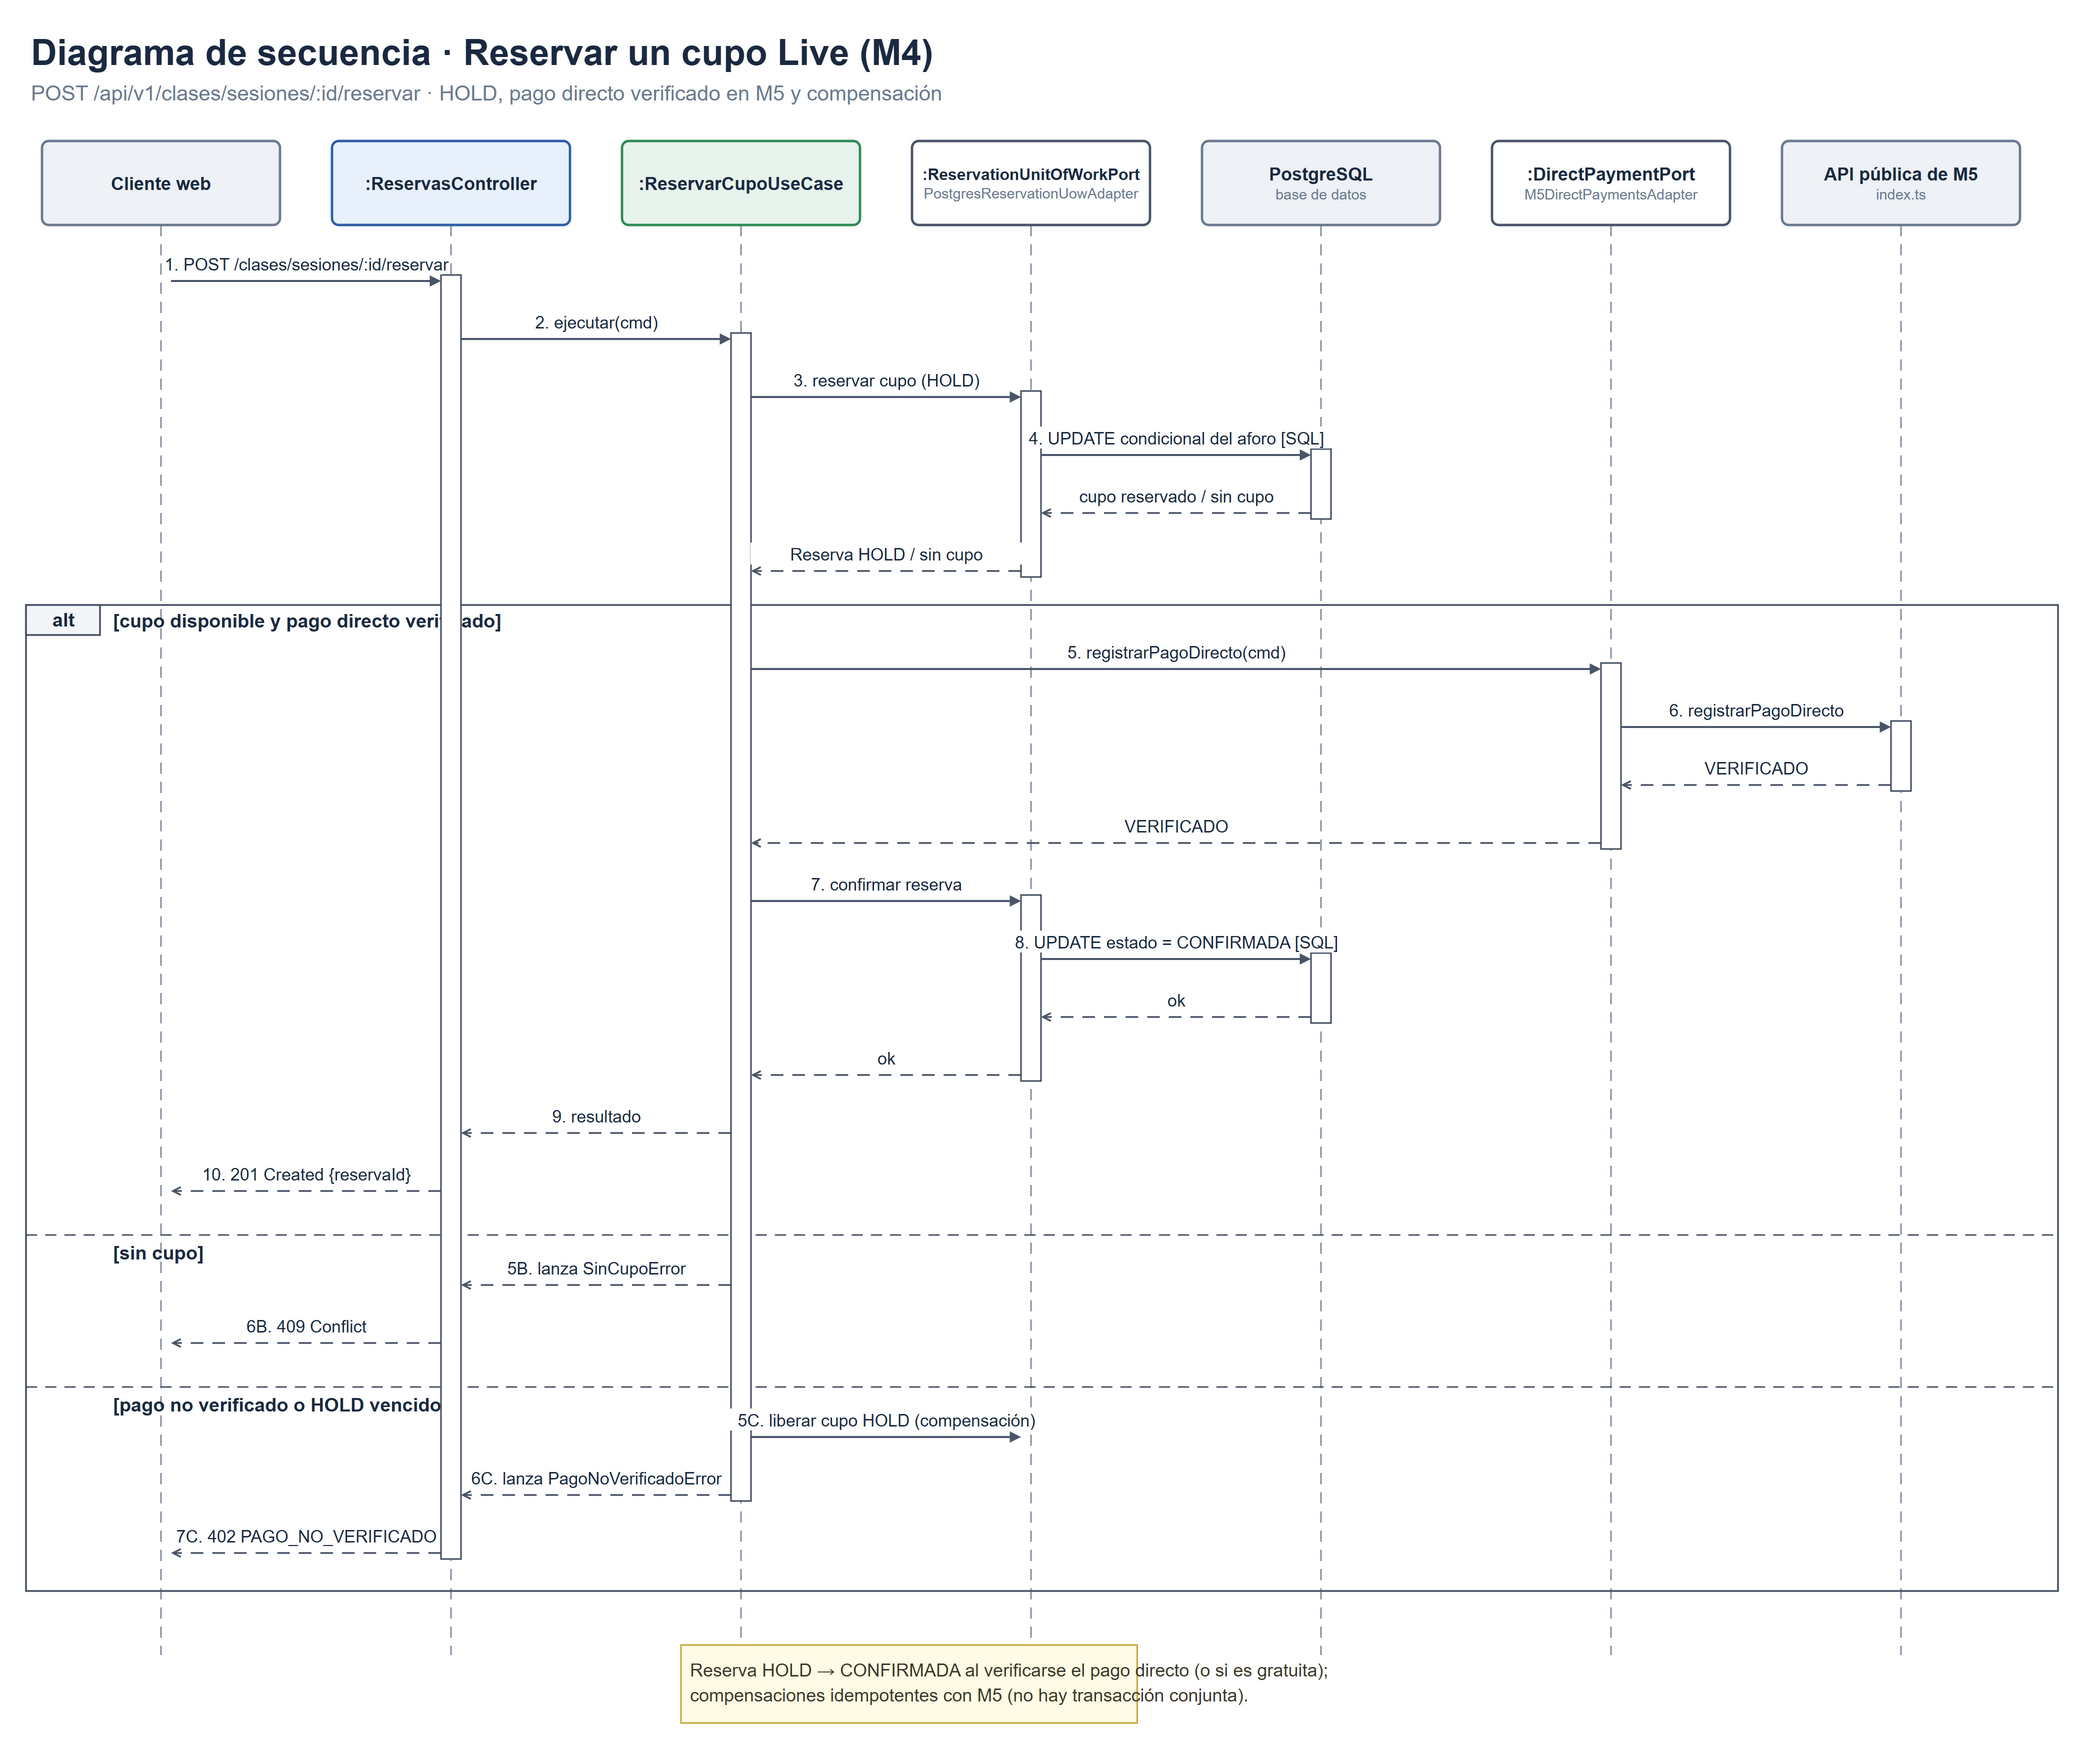 Diagrama de secuencia · Reservar un cupo Live (M4)
POST /api/v1/clases/sesiones/:id/reservar · HOLD, pago directo verificado en M5 y compensación
Cliente web
:ReservasController
:ReservarCupoUseCase
:ReservationUnitOfWorkPort
PostgresReservationUowAdapter
PostgreSQL
base de datos
:DirectPaymentPort
M5DirectPaymentsAdapter
API pública de M5
index.ts
1. POST /clases/sesiones/:id/reservar
2. ejecutar(cmd)
3. reservar cupo (HOLD)
4. UPDATE condicional del aforo [SQL]
cupo reservado / sin cupo
Reserva HOLD / sin cupo
alt
[cupo disponible y pago directo veri ado]
5. registrarPagoDirecto(cmd)
6. registrarPagoDirecto
VERIFICADO
VERIFICADO
7. confirmar reserva
8. UPDATE estado = CONFIRMADA [SQL]
ok
ok
9. resultado
10. 201 Created {reservaId}
[sin cupo]
5B. lanza SinCupoError
6B. 409 Conflict
[pago no verificado o HOLD vencido
5C. liberar cupo HOLD (compensación)
6C. lanza PagoNoVerificadoError
7C. 402 PAGO_NO_VERIFICADO
Reserva HOLD → CONFIRMADA al verificarse el pago directo (o si es gratuita);
compensaciones idempotentes con M5 (no hay transacción conjunta).